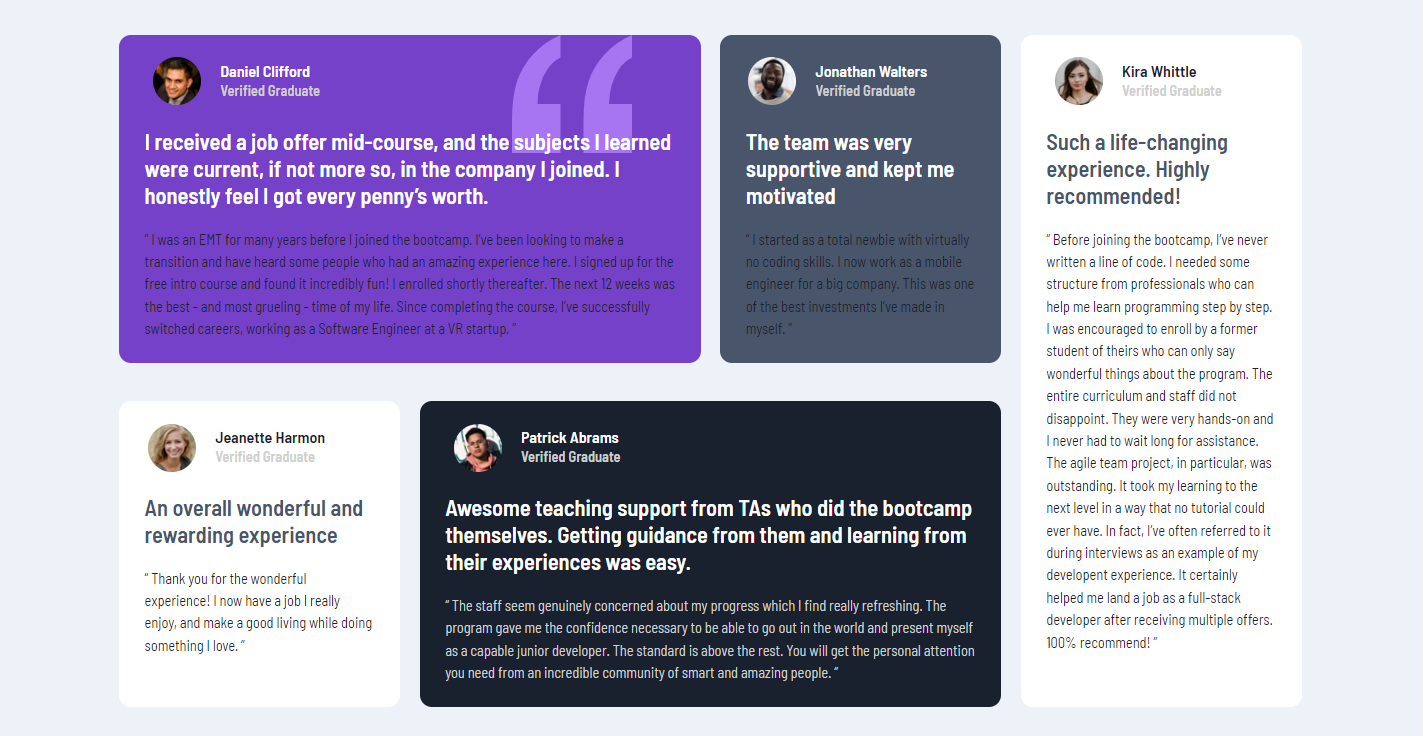 Daniel Clifford
Verified Graduate
I received a job offer mid-course, and the subjects I learned
were current, if not more so, in the company I joined. I
honestly feel I got every penny’s worth.
“ I was an EMT for many years before I joined the bootcamp. I’ve been looking to make a
transition and have heard some people who had an amazing experience here. I signed up for the
free intro course and found it incredibly fun! I enrolled shortly thereafter. The next 12 weeks was
the best - and most grueling - time of my life. Since completing the course, I’ve successfully
switched careers, working as a Software Engineer at a VR startup. ”
Jonathan Walters
Verified Graduate
The team was very
supportive and kept me
motivated
“ I started as a total newbie with virtually
no coding skills. I now work as a mobile
engineer for a big company. This was one
of the best investments I’ve made in
myself. ”
Kira Whittle
Verified Graduate
Such a life-changing
experience. Highly
recommended!
“ Before joining the bootcamp, I’ve never
written a line of code. I needed some
structure from professionals who can
help me learn programming step by step.
I was encouraged to enroll by a former
student of theirs who can only say
wonderful things about the program. The
entire curriculum and staff did not
disappoint. They were very hands-on and
I never had to wait long for assistance.
The agile team project, in particular, was
outstanding. It took my learning to the
next level in a way that no tutorial could
ever have. In fact, I’ve often referred to it
during interviews as an example of my
developent experience. It certainly
helped me land a job as a full-stack
developer after receiving multiple offers.
100% recommend! ”
Jeanette Harmon
Verified Graduate
An overall wonderful and
rewarding experience
“ Thank you for the wonderful
experience! I now have a job I really
enjoy, and make a good living while doing
something I love. ”
Patrick Abrams
Verified Graduate
Awesome teaching support from TAs who did the bootcamp
themselves. Getting guidance from them and learning from
their experiences was easy.
“ The staff seem genuinely concerned about my progress which I find really refreshing. The
program gave me the confidence necessary to be able to go out in the world and present myself
as a capable junior developer. The standard is above the rest. You will get the personal attention
you need from an incredible community of smart and amazing people. ”